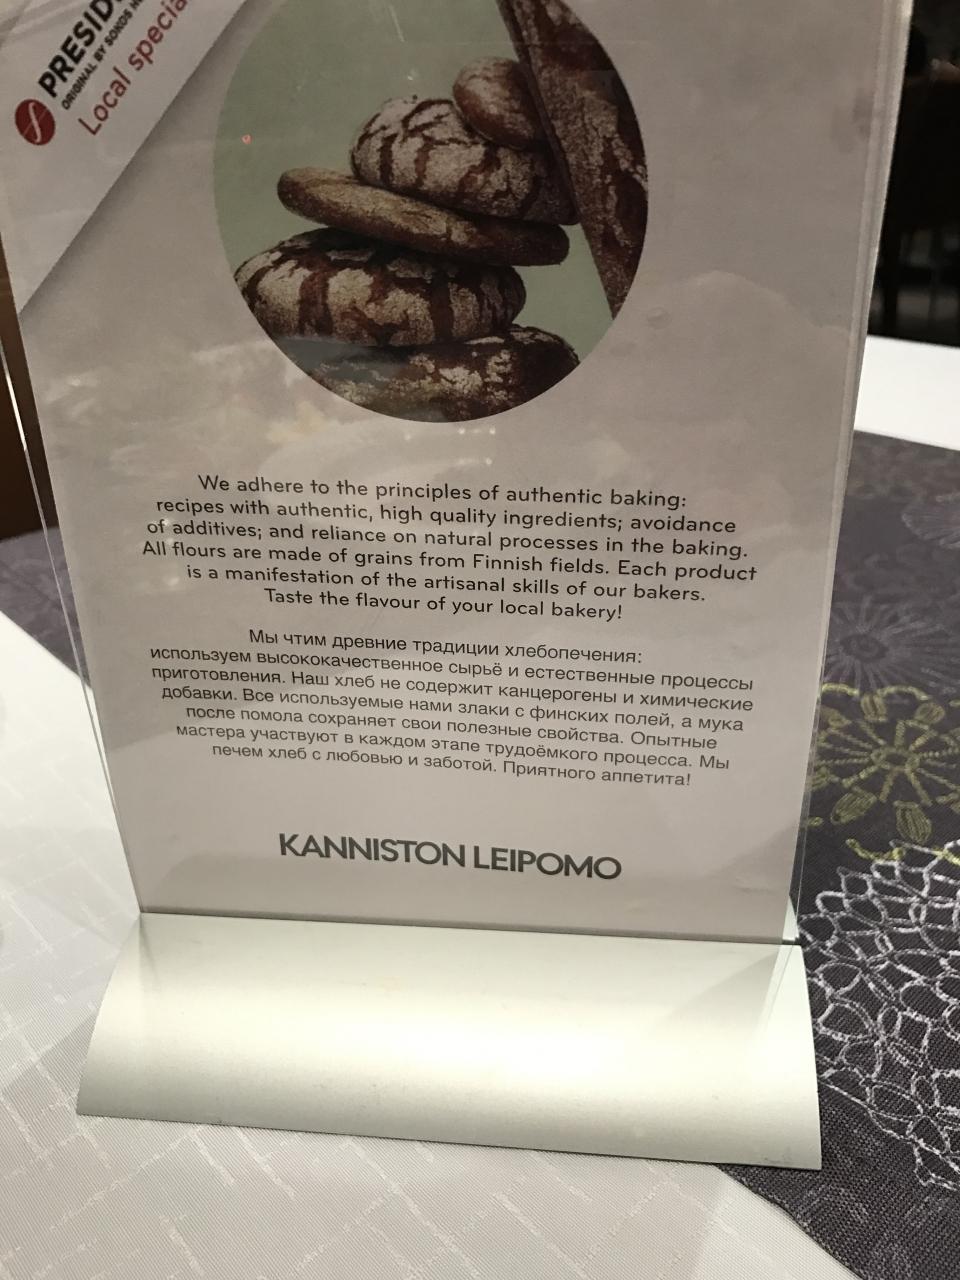 PRESID
ORIGINAL BY SOKOS
Local specia
We adhere to the principles of authentic baking:
recipes with authentic, high quality ingredients; avoidance
of additives; and reliance on natural processes in the baking.
All flours are made of grains from Finnish fields. Each product
is a manifestation of the artisanal skills of our bakers.
Taste the flavour of your local bakery!
Мы чтим древние традиции хлебопечения:
используем высококачественное сырьё и естественные процессы
приготовления. Наш хлеб не содержит канцерогены и химические
добавки. Все используемые нами злаки с финских полей, а мука
после помола сохраняет свои полезные свойства. Опытные
мастера участвуют в каждом этапе трудоёмкого процесса. Мы
печем хлеб с любовью и заботой. Приятного аппетита!
KANNISTON LEIPOMO